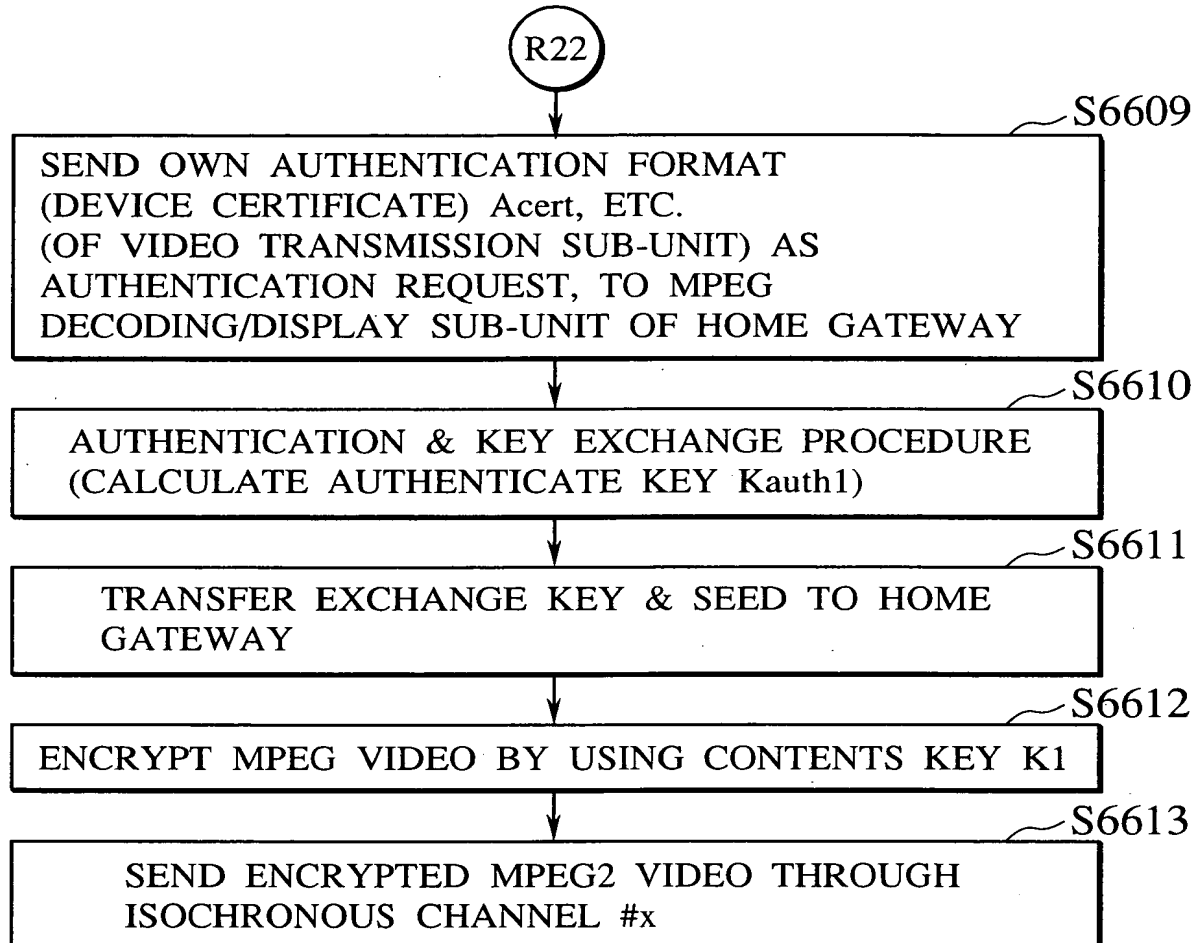 R22
S6609
SEND OWN AUTHENTICATION FORMAT
(DEVICE CERTIFICATE) Acert, ETC.
(OF VIDEO TRANSMISSION SUB-UNIT) AS
AUTHENTICATION REQUEST, TO MPEG
DECODING/DISPLAY SUB-UNIT OF HOME GATEWAY
S6610
AUTHENTICATION & KEY EXCHANGE PROCEDURE
(CALCULATE AUTHENTICATE KEY Kauth1)
S6611
TRANSFER EXCHANGE KEY & SEED TO HOME
GATEWAY
S6612
ENCRYPT MPEG VIDEO BY USING CONTENTS KEY K1
S6613
SEND ENCRYPTED MPEG2 VIDEO THROUGH
ISOCHRONOUS CHANNEL #x